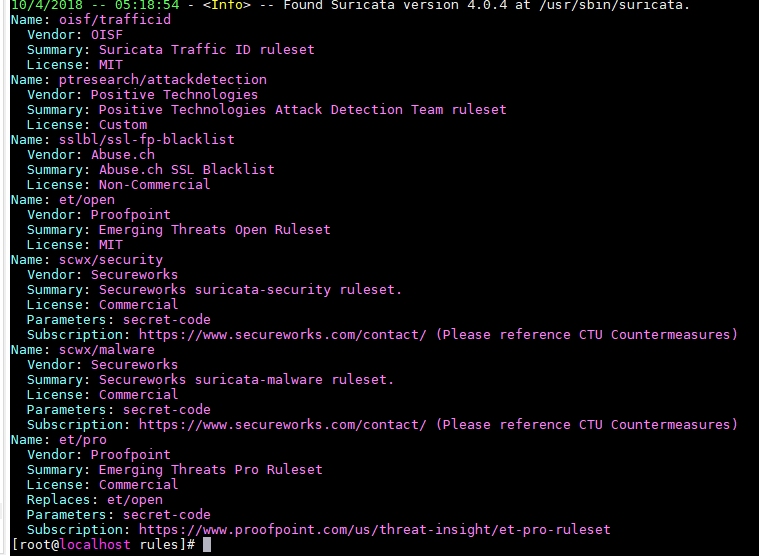 10/4/2018 -- 05:18:54 - <Info> -- Found Suricata version 4.0.4 at /usr/sbin/suricata.
Name: oisf/trafficid
  Vendor: OISF
  Summary: Suricata Traffic ID ruleset
  License: MIT
Name: ptresearch/attackdetection
  Vendor: Positive Technologies
  Summary: Positive Technologies Attack Detection Team ruleset
  License: Custom
Name: sslbl/ssl-fp-blacklist
  Vendor: Abuse.ch
  Summary: Abuse.ch SSL Blacklist
  License: Non-Commercial
Name: et/open
  Vendor: Proofpoint
  Summary: Emerging Threats Open Ruleset
  License: MIT
Name: scwx/security
  Vendor: Secureworks
  Summary: Secureworks suricata-security ruleset.
  License: Commercial
  Parameters: secret-code
  Subscription: https://www.secureworks.com/contact/ (Please reference CTU Countermeasures)
Name: scwx/malware
  Vendor: Secureworks
  Summary: Secureworks suricata-malware ruleset.
  License: Commercial
  Parameters: secret-code
  Subscription: https://www.secureworks.com/contact/ (Please reference CTU Countermeasures)
Name: et/pro
  Vendor: Proofpoint
  Summary: Emerging Threats Pro Ruleset
  License: Commercial
  Replaces: et/open
  Parameters: secret-code
  Subscription: https://www.proofpoint.com/us/threat-insight/et-pro-ruleset
[root@localhost rules]#